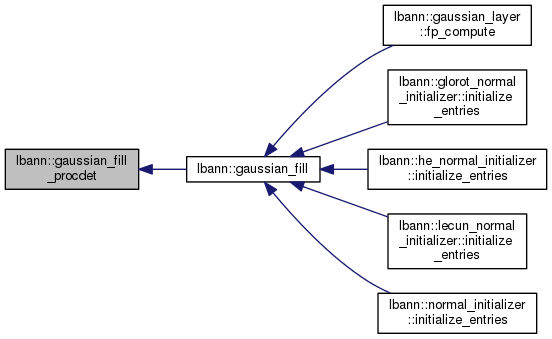 lbann::gaussian_layer
::fp_compute
lbann::glorot_normal
_initializer::initialize
_entries
lbann::gaussian_fill
_procdet
lbann::gaussian_fill
lbann::he_normal_initializer
::initialize_entries
lbann::lecun_normal
_initializer::initialize
_entries
lbann::normal_initializer
::initialize_entries